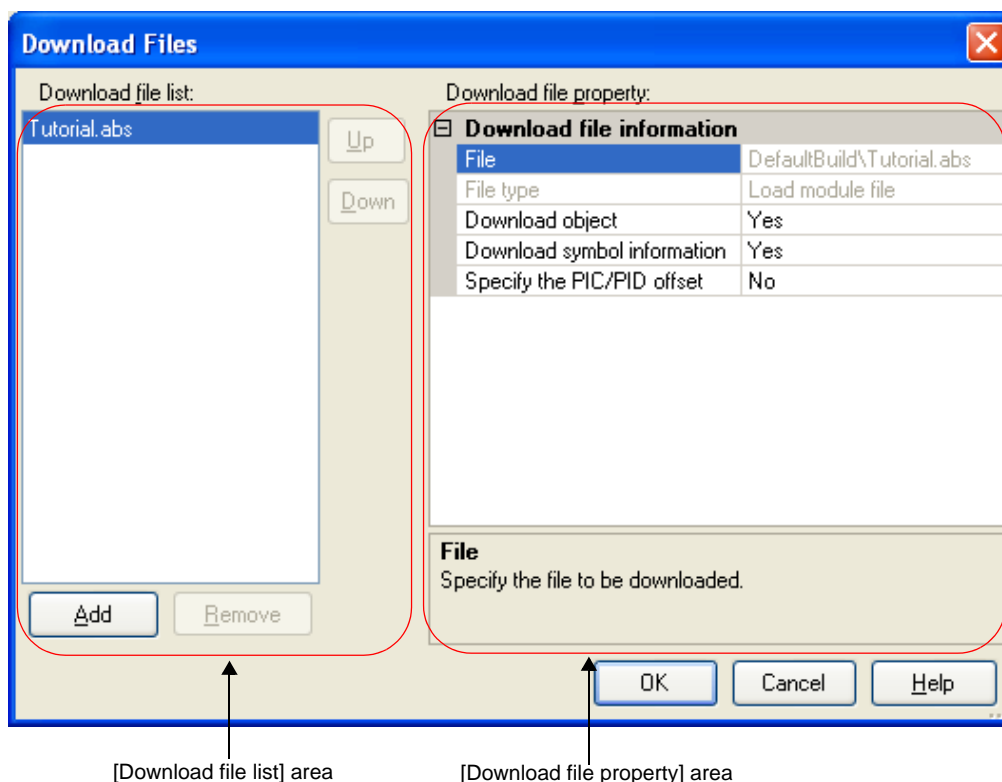 Download Files
Download file list:
Tutorial.abs
Up
Down
Add
Remove
Download file property:
Download file information
File DefaultBuild\Tutorial.abs
File type Load module file
Download object Yes
Download symbol information Yes
Specify the PIC/PID offset No
File
Specify the file to be downloaded.
OK
Cancel
Help
[Download file list] area
[Download file property] area